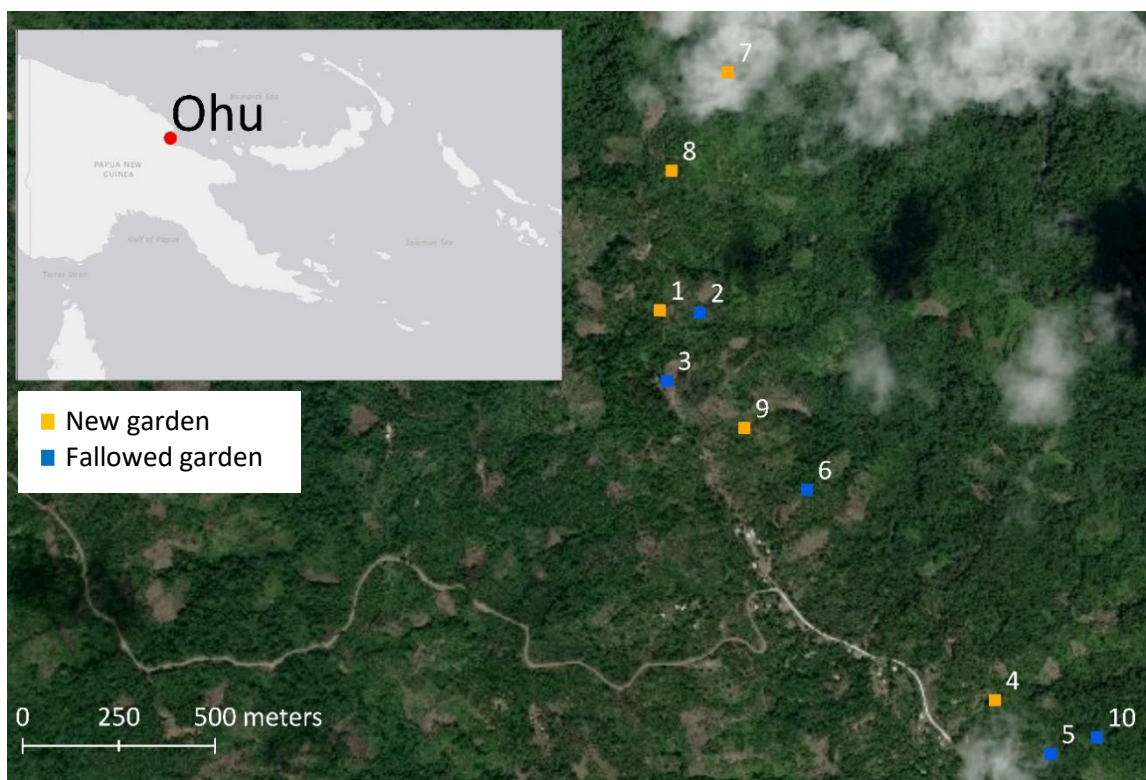 Ohu
Bismarck Sea
PAPUA NEW
GUINEA
Gulf of Papua
Solomon Sea
Torres Strait
New garden
Fallowed garden
7
8
1
2
3
9
6
4
5
10
0
250
500 meters